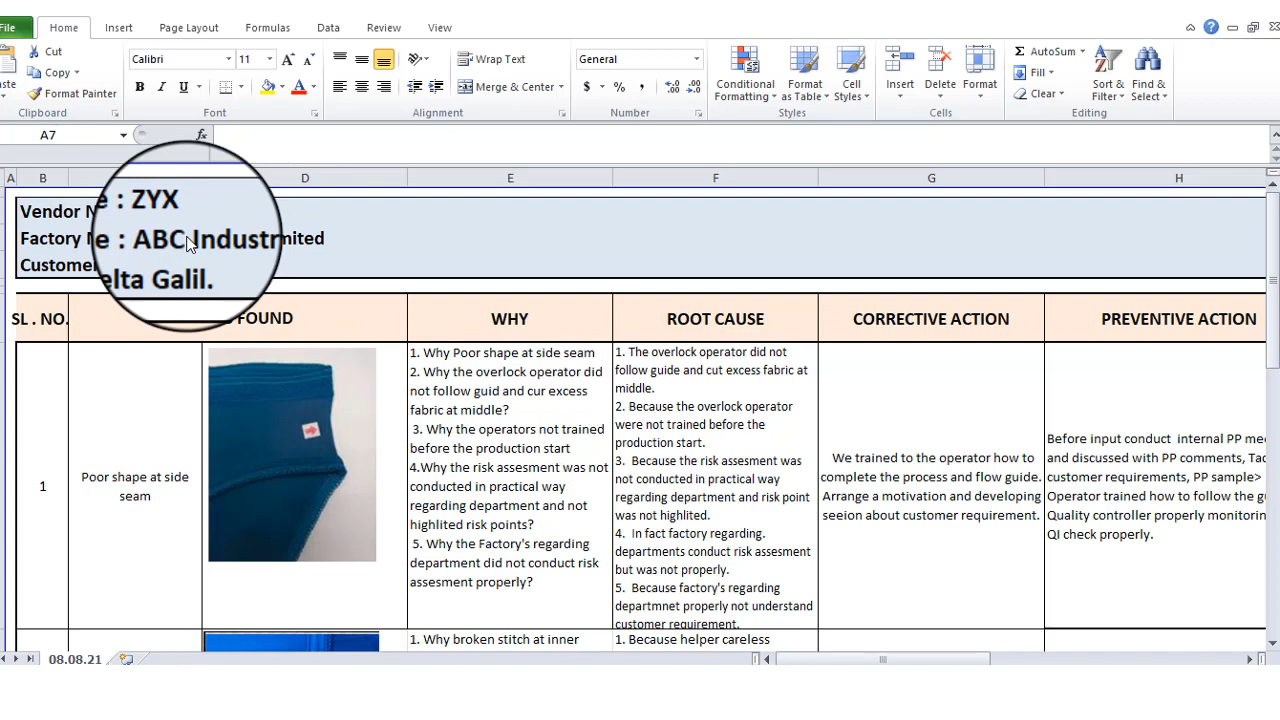 File Home Insert Page Layout Formulas Data Review View
Cut
Copy
Format Painter
Clipboard
Calibri 11
B I U
Font
Wrap Text
Merge & Center
Alignment
General
$ % ,
Number
Conditional Formatting
Format as Table
Cell Styles
Styles
Insert Delete Format
Cells
AutoSum
Fill
Clear
Sort & Filter
Find & Select
Editing
A7 fx
A B D E F G H
Vendor N e : ZYX
Factory N e : ABC Industr mited
Customer elta Galil.
SL . NO. FOUND WHY ROOT CAUSE CORRECTIVE ACTION PREVENTIVE ACTION
1
Poor shape at side
seam
1. Why Poor shape at side seam
2. Why the overlock operator did
not follow guid and cur excess
fabric at middle?
3. Why the operators not trained
before the production start
4.Why the risk assesment was not
conducted in practical way
regarding department and not
highlited risk points?
5. Why the Factory's regarding
department did not conduct risk
assesment properly?
1. The overlock operator did not
follow guide and cut excess fabric at
middle.
2. Because the overlock operator
were not trained before the
production start.
3. Because the risk assesment was
not conducted in practical way
regarding department and risk point
was not highlited.
4. In fact factory regarding.
departments conduct risk assesment
but was not properly.
5. Because factory's regarding
departmnet properly not understand
customer requirement.
We trained to the operator how to
complete the process and flow guide.
Arrange a motivation and developing
seeion about customer requirement.
Before input conduct internal PP me
and discussed with PP comments, Tac
customer requirements, PP sample>
Operator trained how to follow the g
Quality controller properly monitorin
QI check properly.
1. Why broken stitch at inner
1. Because helper careless
08.08.21